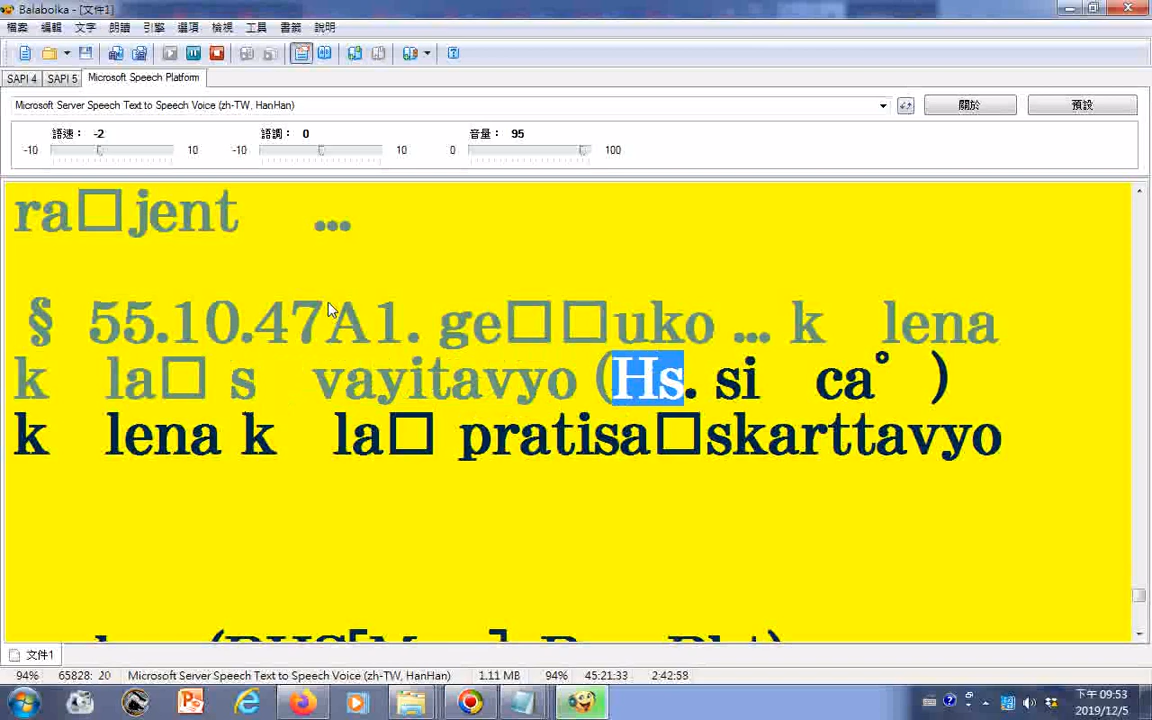 Balabolka - [文件1]
檔案 編輯 文字 朗讀 引擎 選項 檢視 工具 書籤 說明
SAPI 4 SAPI 5 Microsoft Speech Platform
Microsoft Server Speech Text to Speech Voice (zh-TW, HanHan) 關於 預設
語速： -2 語調： 0 音量： 95
-10 10 -10 10 0 100
ra□jent ...
§ 55.10.47A1. ge□□uko ... k lena
k la□ s vayitavyo (Hs. si ca° )
k lena k la□ pratisa□skarttavyo
文件1
94% 65828: 20 Microsoft Server Speech Text to Speech Voice (zh-TW, HanHan) 1.11 MB 94% 45:21:33 2:42:58
下午 09:53
2019/12/5